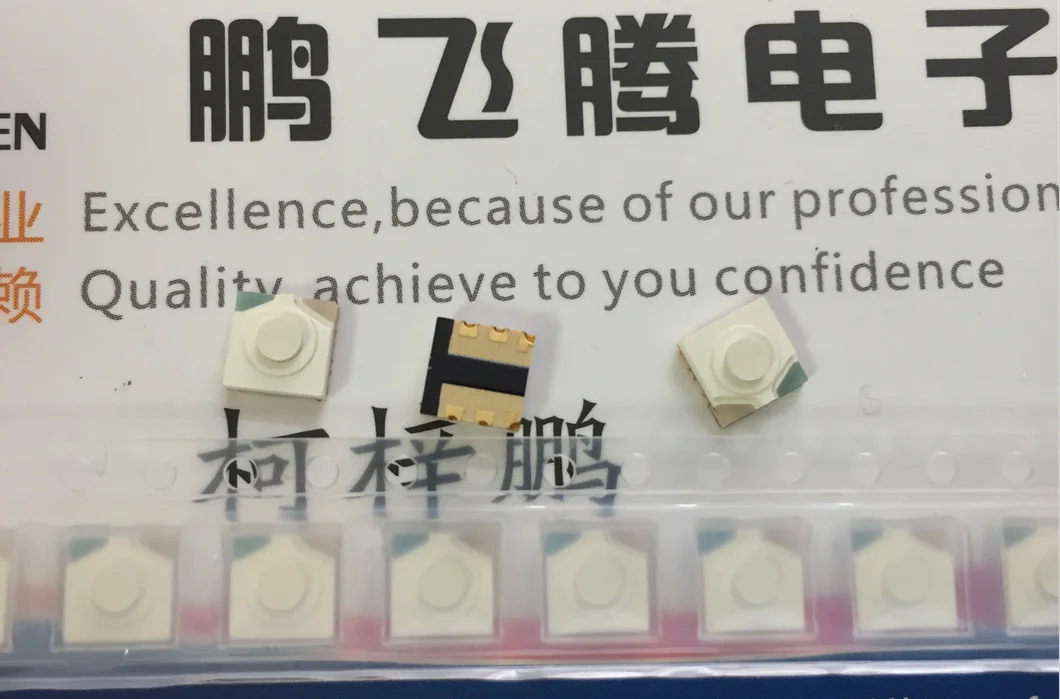 鹏飞腾电子
EN
业 Excellence,because of our profession
赖 Quality, achieve to you confidence
柯梓鹏